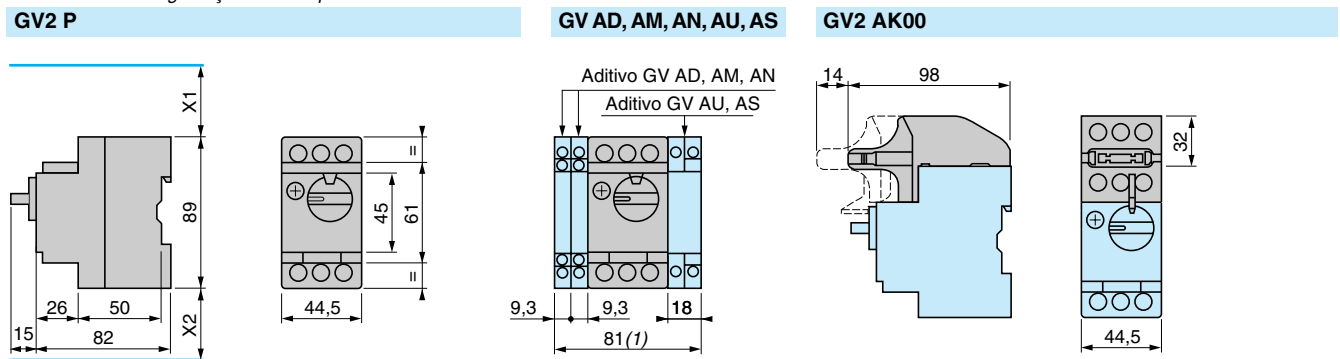 GV2 P
GV AD, AM, AN, AU, AS
GV2 AK00
X1
89
X2
26
50
15
82
=
45
61
=
44,5
Aditivo GV AD, AM, AN
Aditivo GV AU, AS
9,3
9,3
18
81(1)
14
98
32
44,5